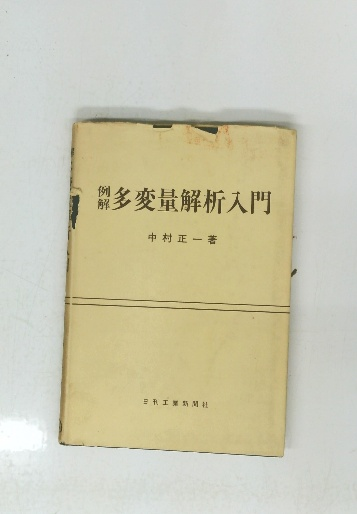 例解 多変量解析入門
中村正一著
日刊工業新聞社